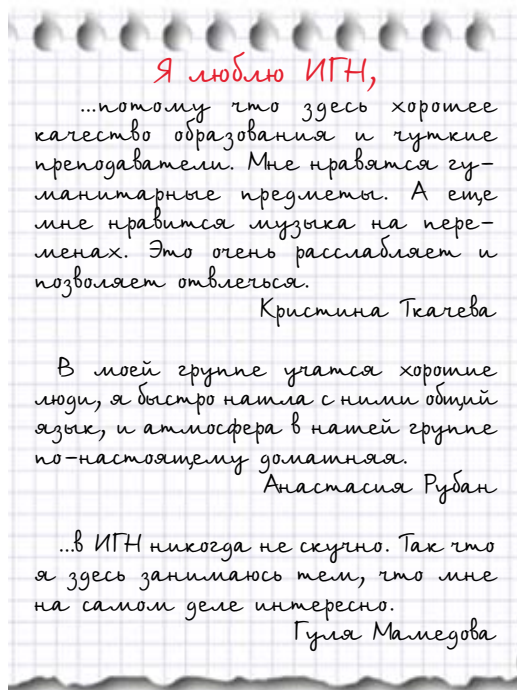 Я люблю ИГН,
...потому что здесь хорошее
качество образования и чуткие
преподаватели. Мне нравятся гу-
манитарные предметы. А еще
мне нравится музыка на пере-
менах. Это очень расслабляет и
позволяет отвлечься.
Кристина Ткачева
В моей группе учатся хорошие
люди, я быстро нашла с ними общий
язык, и атмосфера в нашей группе
по-настоящему домашняя.
Анастасия Рубан
...в ИГН никогда не скучно. Так что
я здесь занимаюсь тем, что мне
на самом деле интересно.
Гуля Мамедова